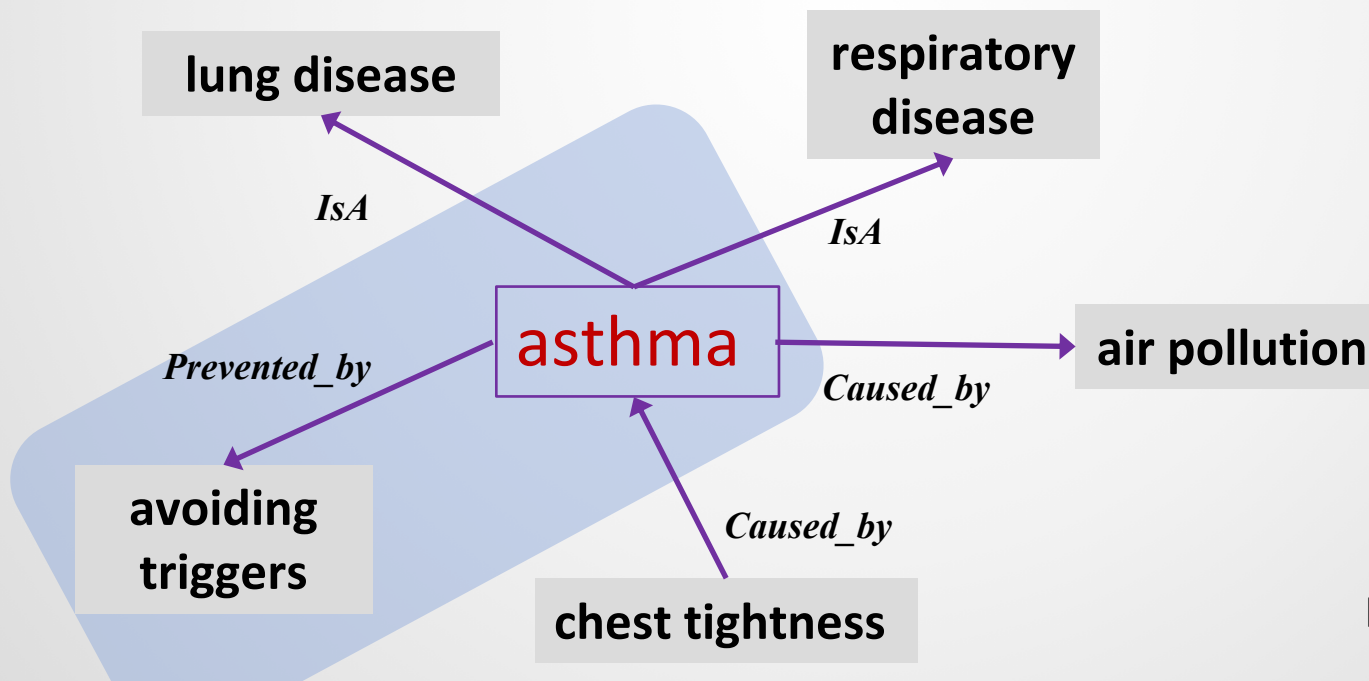 lung disease
respiratory
disease
IsA
IsA
asthma
air pollution
Prevented_by
Caused_by
avoiding
triggers
Caused_by
chest tightness